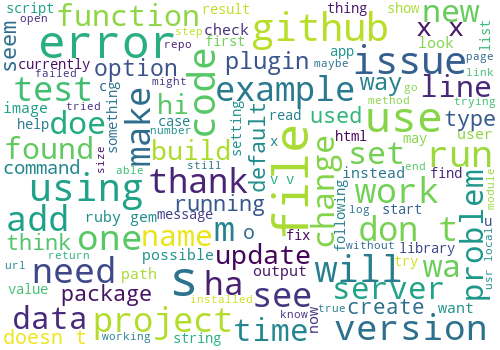 script open repo step failed tried
function result check first thing maybe show app look link page list
seem error github new x x
currently option plugin issue way line
test code example use type
image doe help something case number read used method go trying
hi make build default setting set run may user
found size able might x html
command file change instead find
using thank work don t problem
running still v v following start end
add one ruby gem message m o log without module
think name possible fix update will wa usr local
url need path s ha see output library try
value return package server create want
data project time now know true
doesn t working string installed version